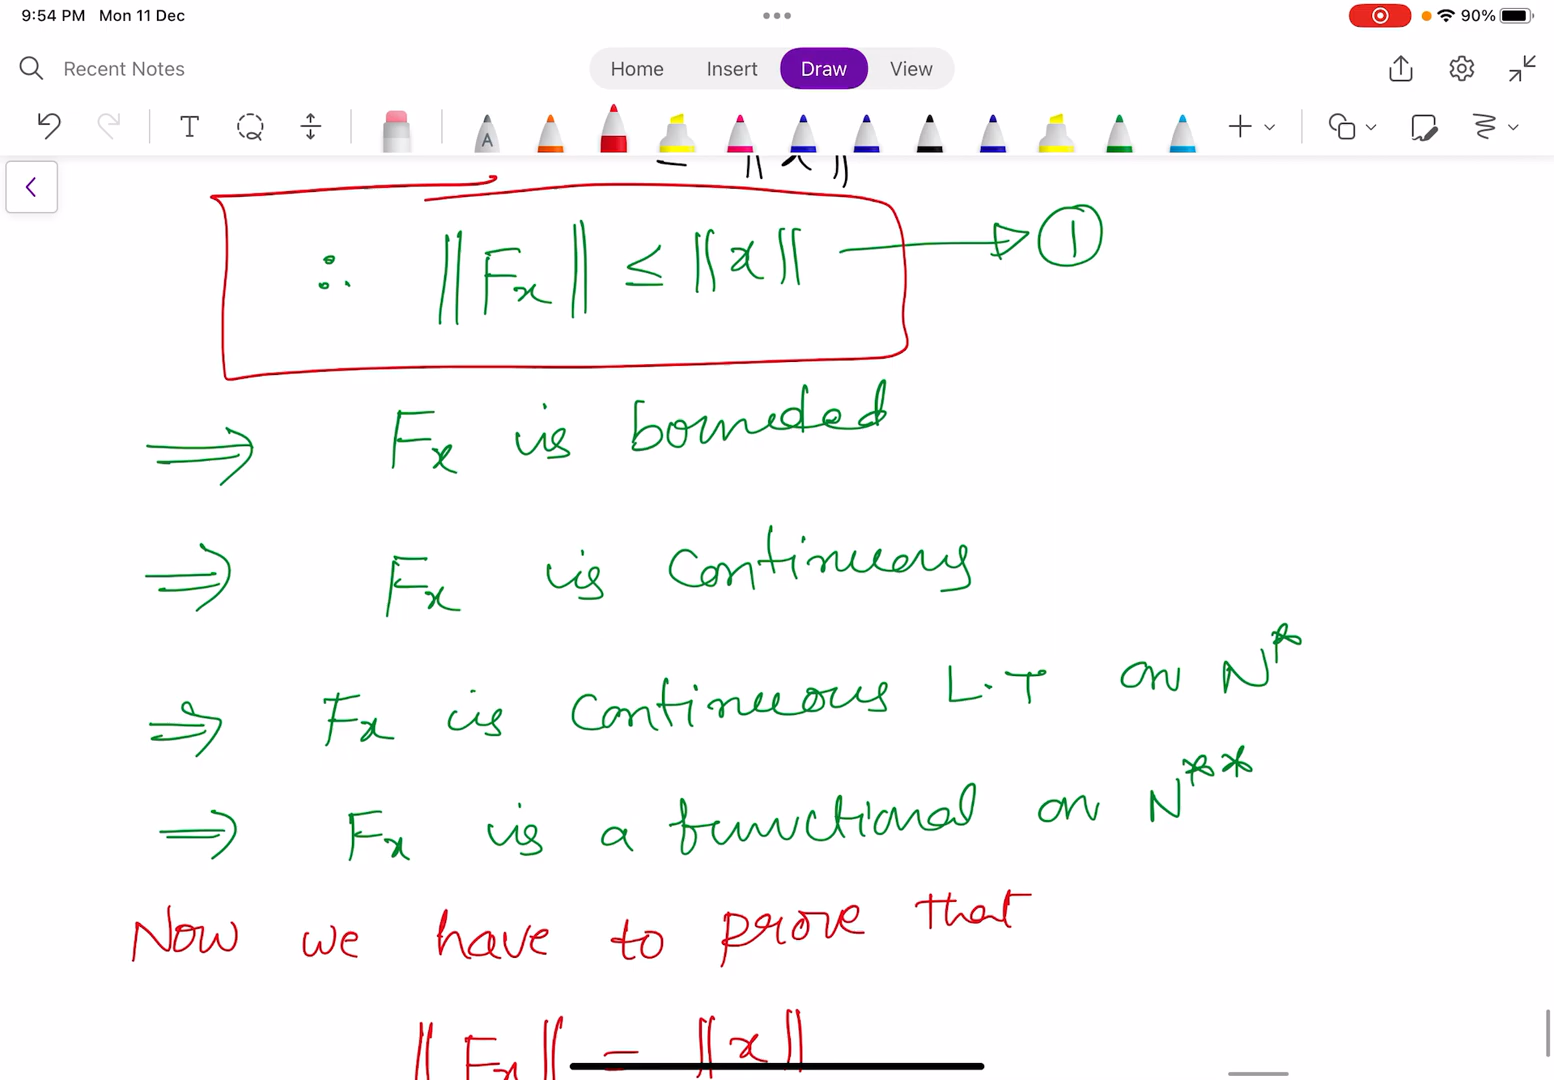 9:54 PM Mon 11 Dec
90%
Recent Notes
Home Insert Draw View
T
A
= ‖x‖
∴ ‖Fx‖ ≤ ‖x‖ → ①
⇒ Fx is bounded
⇒ Fx is Continuous
⇒ Fx is Continuous L.T on N*
⇒ Fx is a functional on N**
Now we have to prove that
‖Fx‖ = ‖x‖